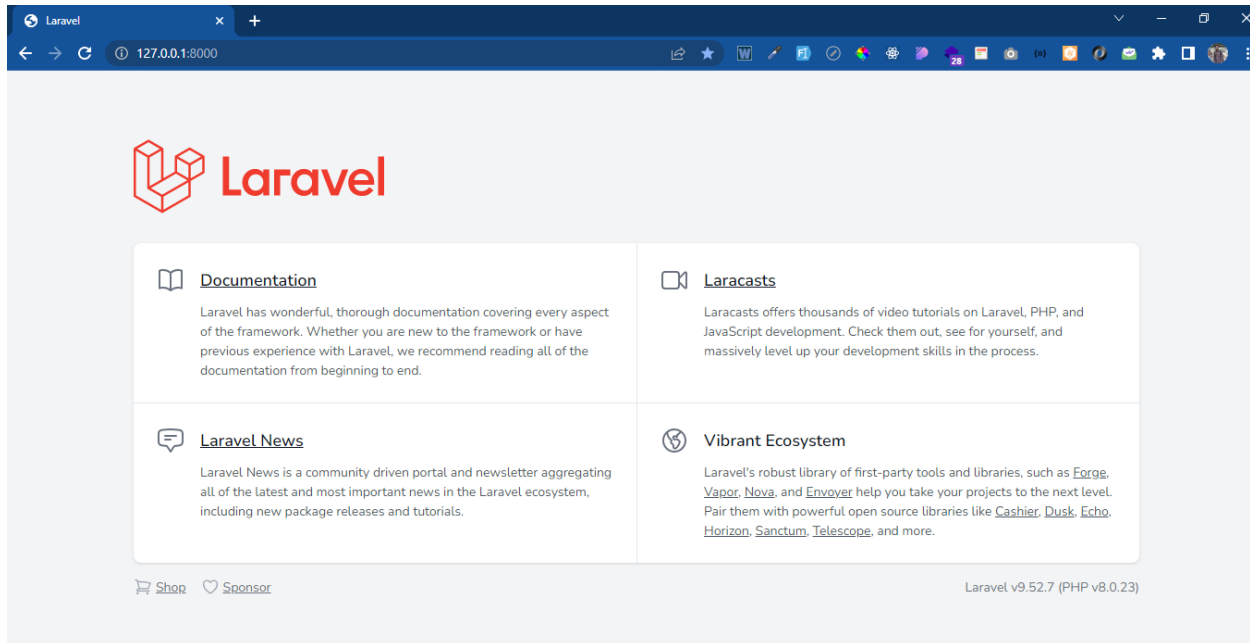 Laravel
127.0.0.1:8000
28
Laravel
Documentation
Laravel has wonderful, thorough documentation covering every aspect
of the framework. Whether you are new to the framework or have
previous experience with Laravel, we recommend reading all of the
documentation from beginning to end.
Laracasts
Laracasts offers thousands of video tutorials on Laravel, PHP, and
JavaScript development. Check them out, see for yourself, and
massively level up your development skills in the process.
Laravel News
Laravel News is a community driven portal and newsletter aggregating
all of the latest and most important news in the Laravel ecosystem,
including new package releases and tutorials.
Vibrant Ecosystem
Laravel's robust library of first-party tools and libraries, such as Forge,
Vapor, Nova, and Envoyer help you take your projects to the next level.
Pair them with powerful open source libraries like Cashier, Dusk, Echo,
Horizon, Sanctum, Telescope, and more.
Shop Sponsor
Laravel v9.52.7 (PHP v8.0.23)